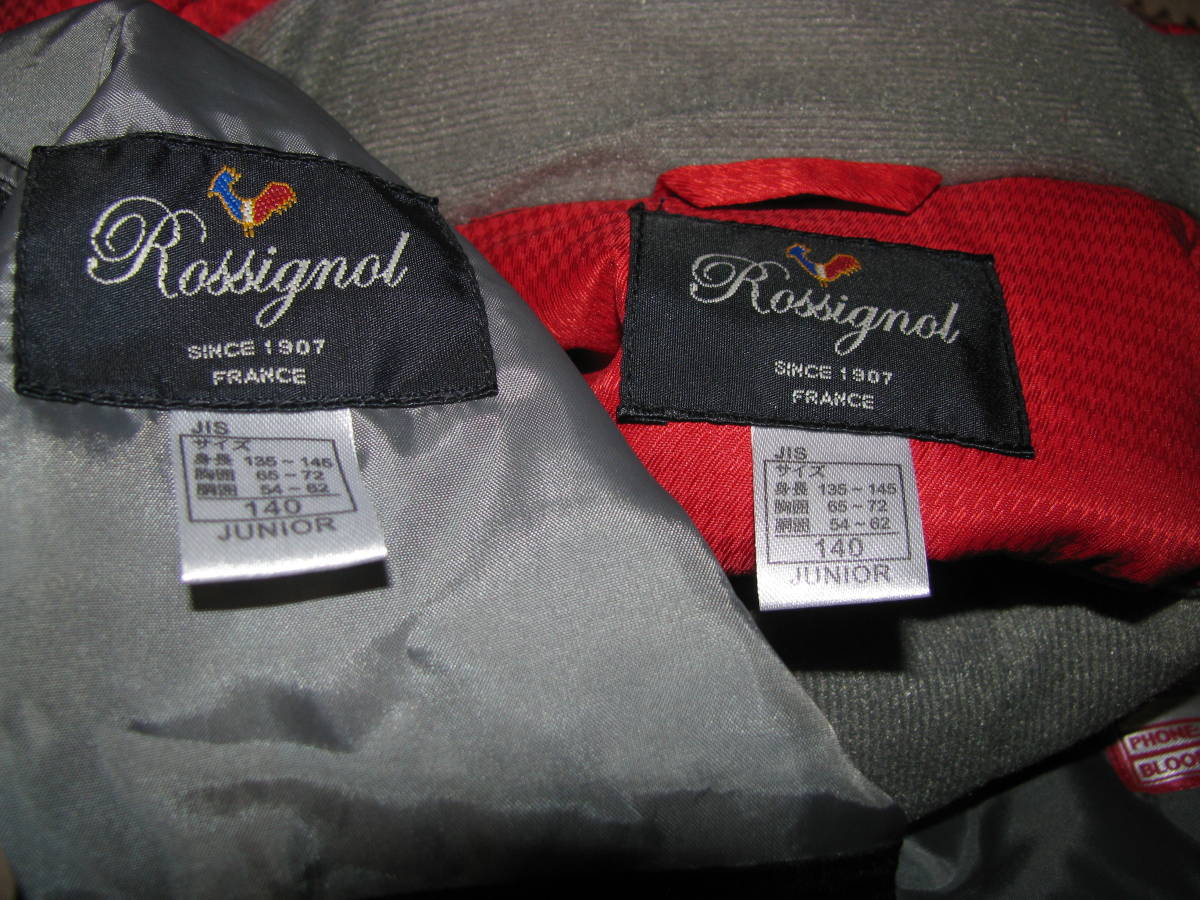 Rossignol
SINCE 1907
FRANCE
JIS
サイズ
身長 135～145
胸囲 65～72
胴囲 54～62
140
JUNIOR
Rossignol
SINCE 1907
FRANCE
JIS
サイズ
身長 135～145
胸囲 65～72
胴囲 54～62
140
JUNIOR
PHONE
BLOO